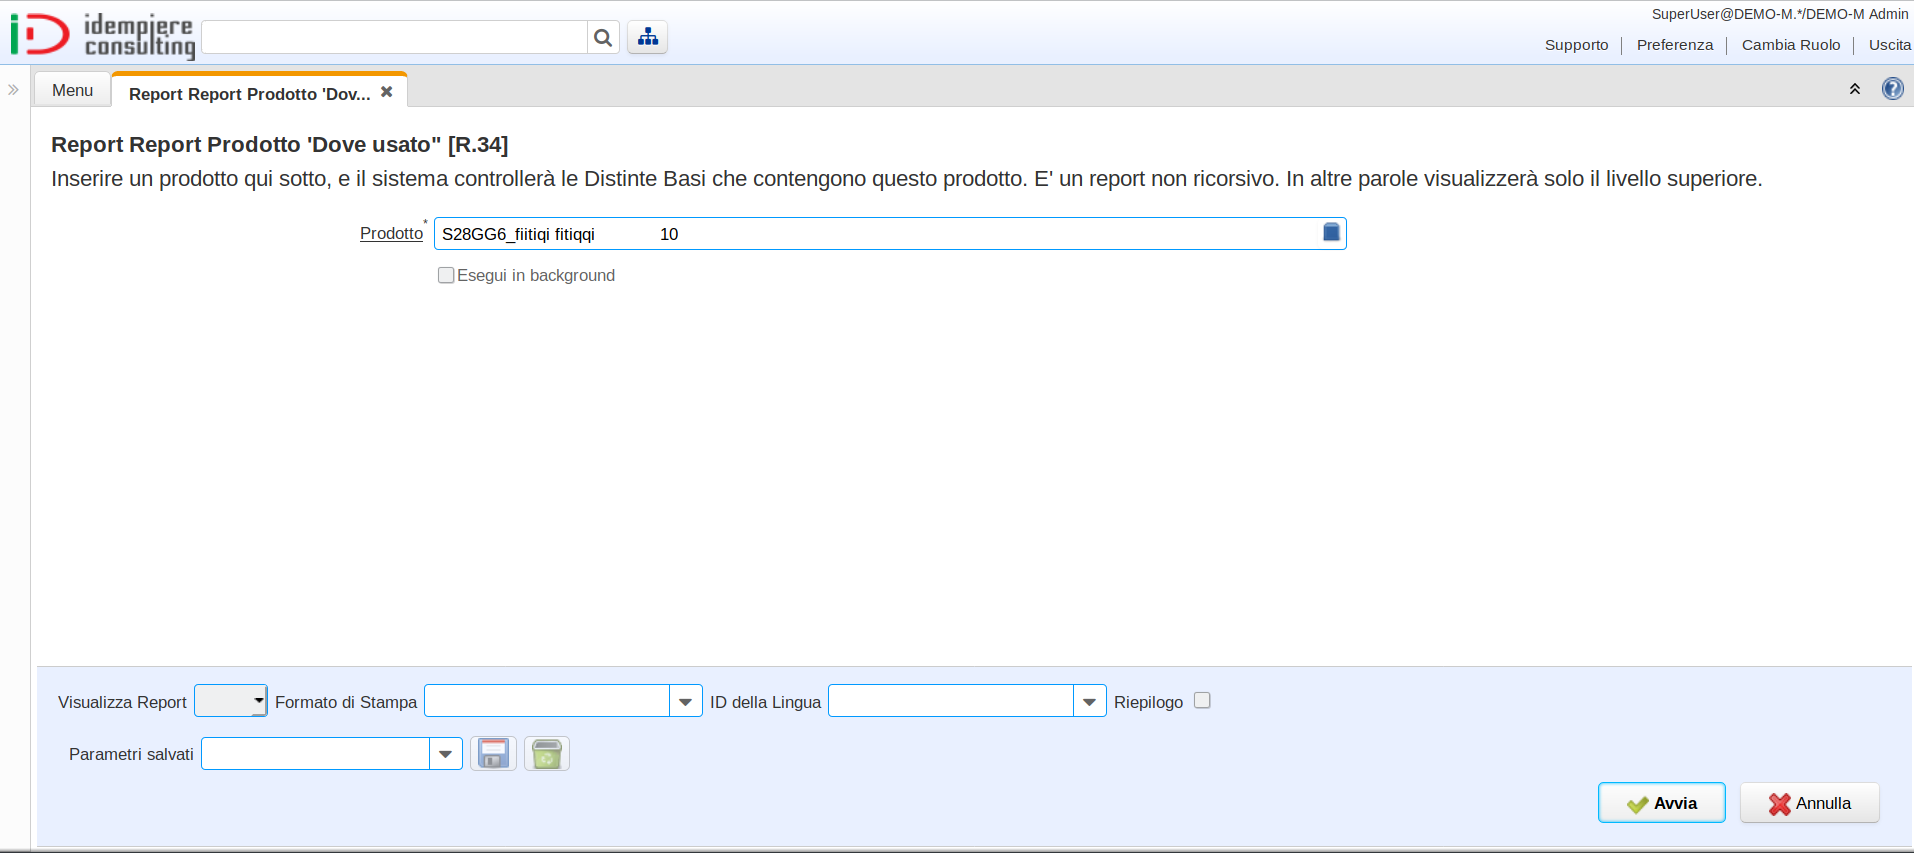 idempiere
consulting
SuperUser@DEMO-M.*/DEMO-M Admin
Supporto
Preferenza
Cambia Ruolo
Uscita
Menu
Report Report Prodotto 'Dov...
Report Report Prodotto 'Dove usato" [R.34]
Inserire un prodotto qui sotto, e il sistema controllerà le Distinte Basi che contengono questo prodotto. E' un report non ricorsivo. In altre parole visualizzerà solo il livello superiore.
Prodotto* S28GG6_fiitiqi fitiqqi 10
Esegui in background
Visualizza Report Formato di Stampa ID della Lingua Riepilogo
Parametri salvati
Avvia Annulla